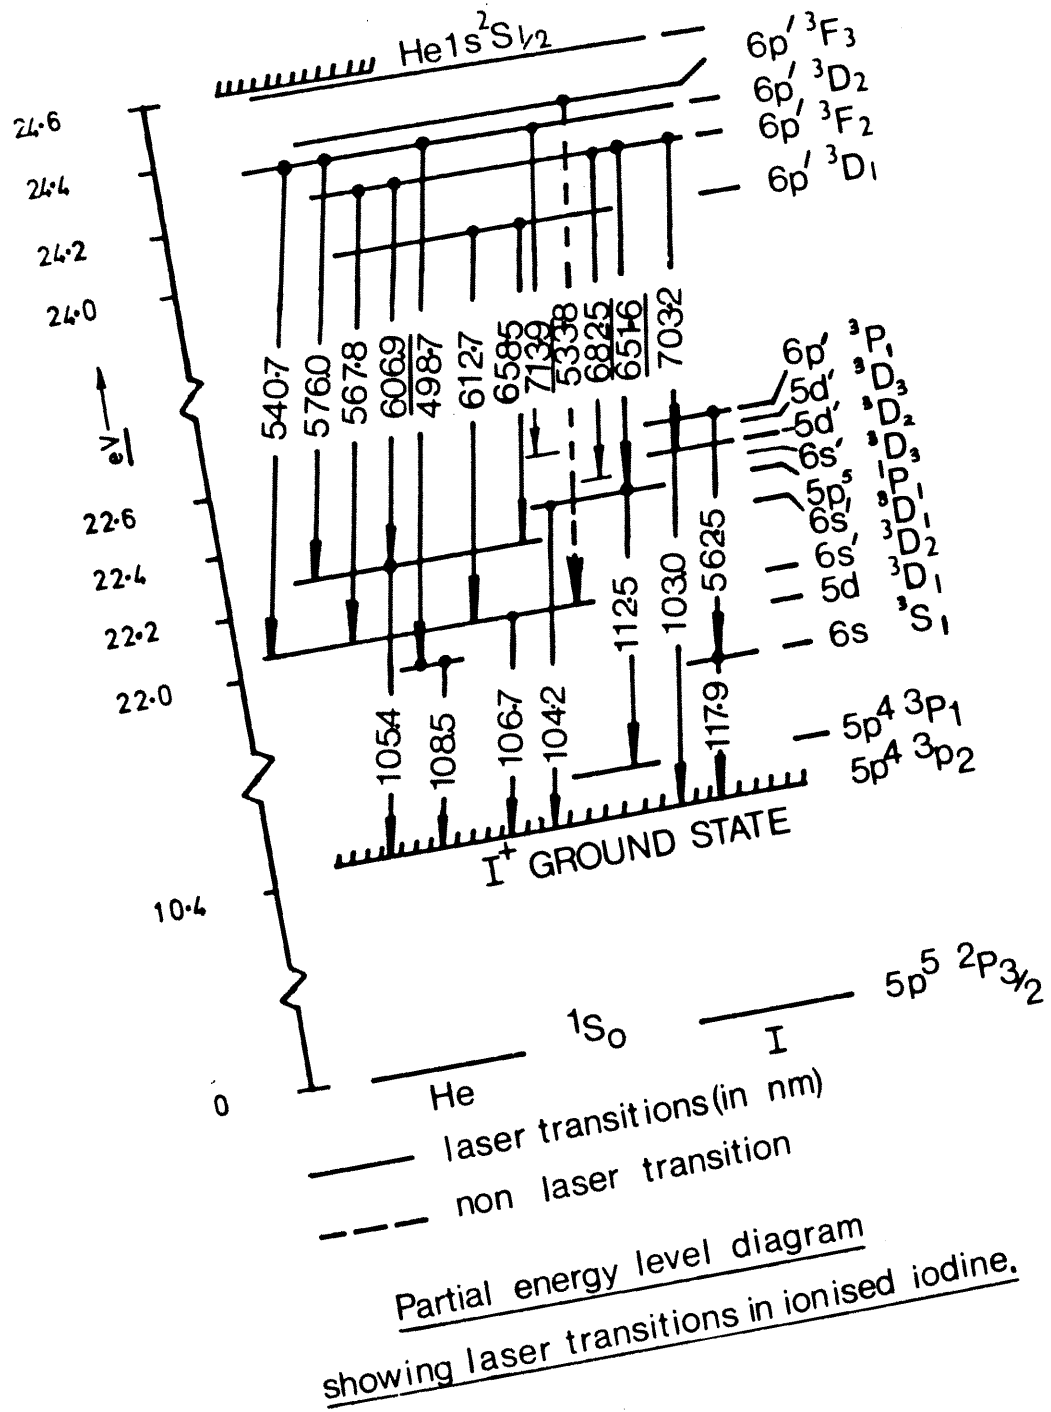 He1s²S1/2
6p′ ³F3
6p′ ³D2
6p′ ³F2
6p′ ³D1
24·6
24·4
24·2
24·0
eV
22·6
22·4
22·2
22·0
10·4
0
540·7
576·0
567·8
606·9
498·7
612·7
658·5
713·9
533·8
682·5
651·6
703·2
6p′ ³P1
5d′ ³D3
5d′ ³D2
6s′ ³D3
5p⁵ ¹P1
6s′ ³D1
6s′ ³D2
5d ³D1
6s ³S1
105·4
108·5
106·7
104·2
112·5
103·0
562·5
117·9
5p⁴ ³P1
5p⁴ ³P2
I⁺ GROUND STATE
5p⁵ ²P3/2
¹S0
I
He
laser transitions (in nm)
non laser transition
Partial energy level diagram
showing laser transitions in ionised iodine.